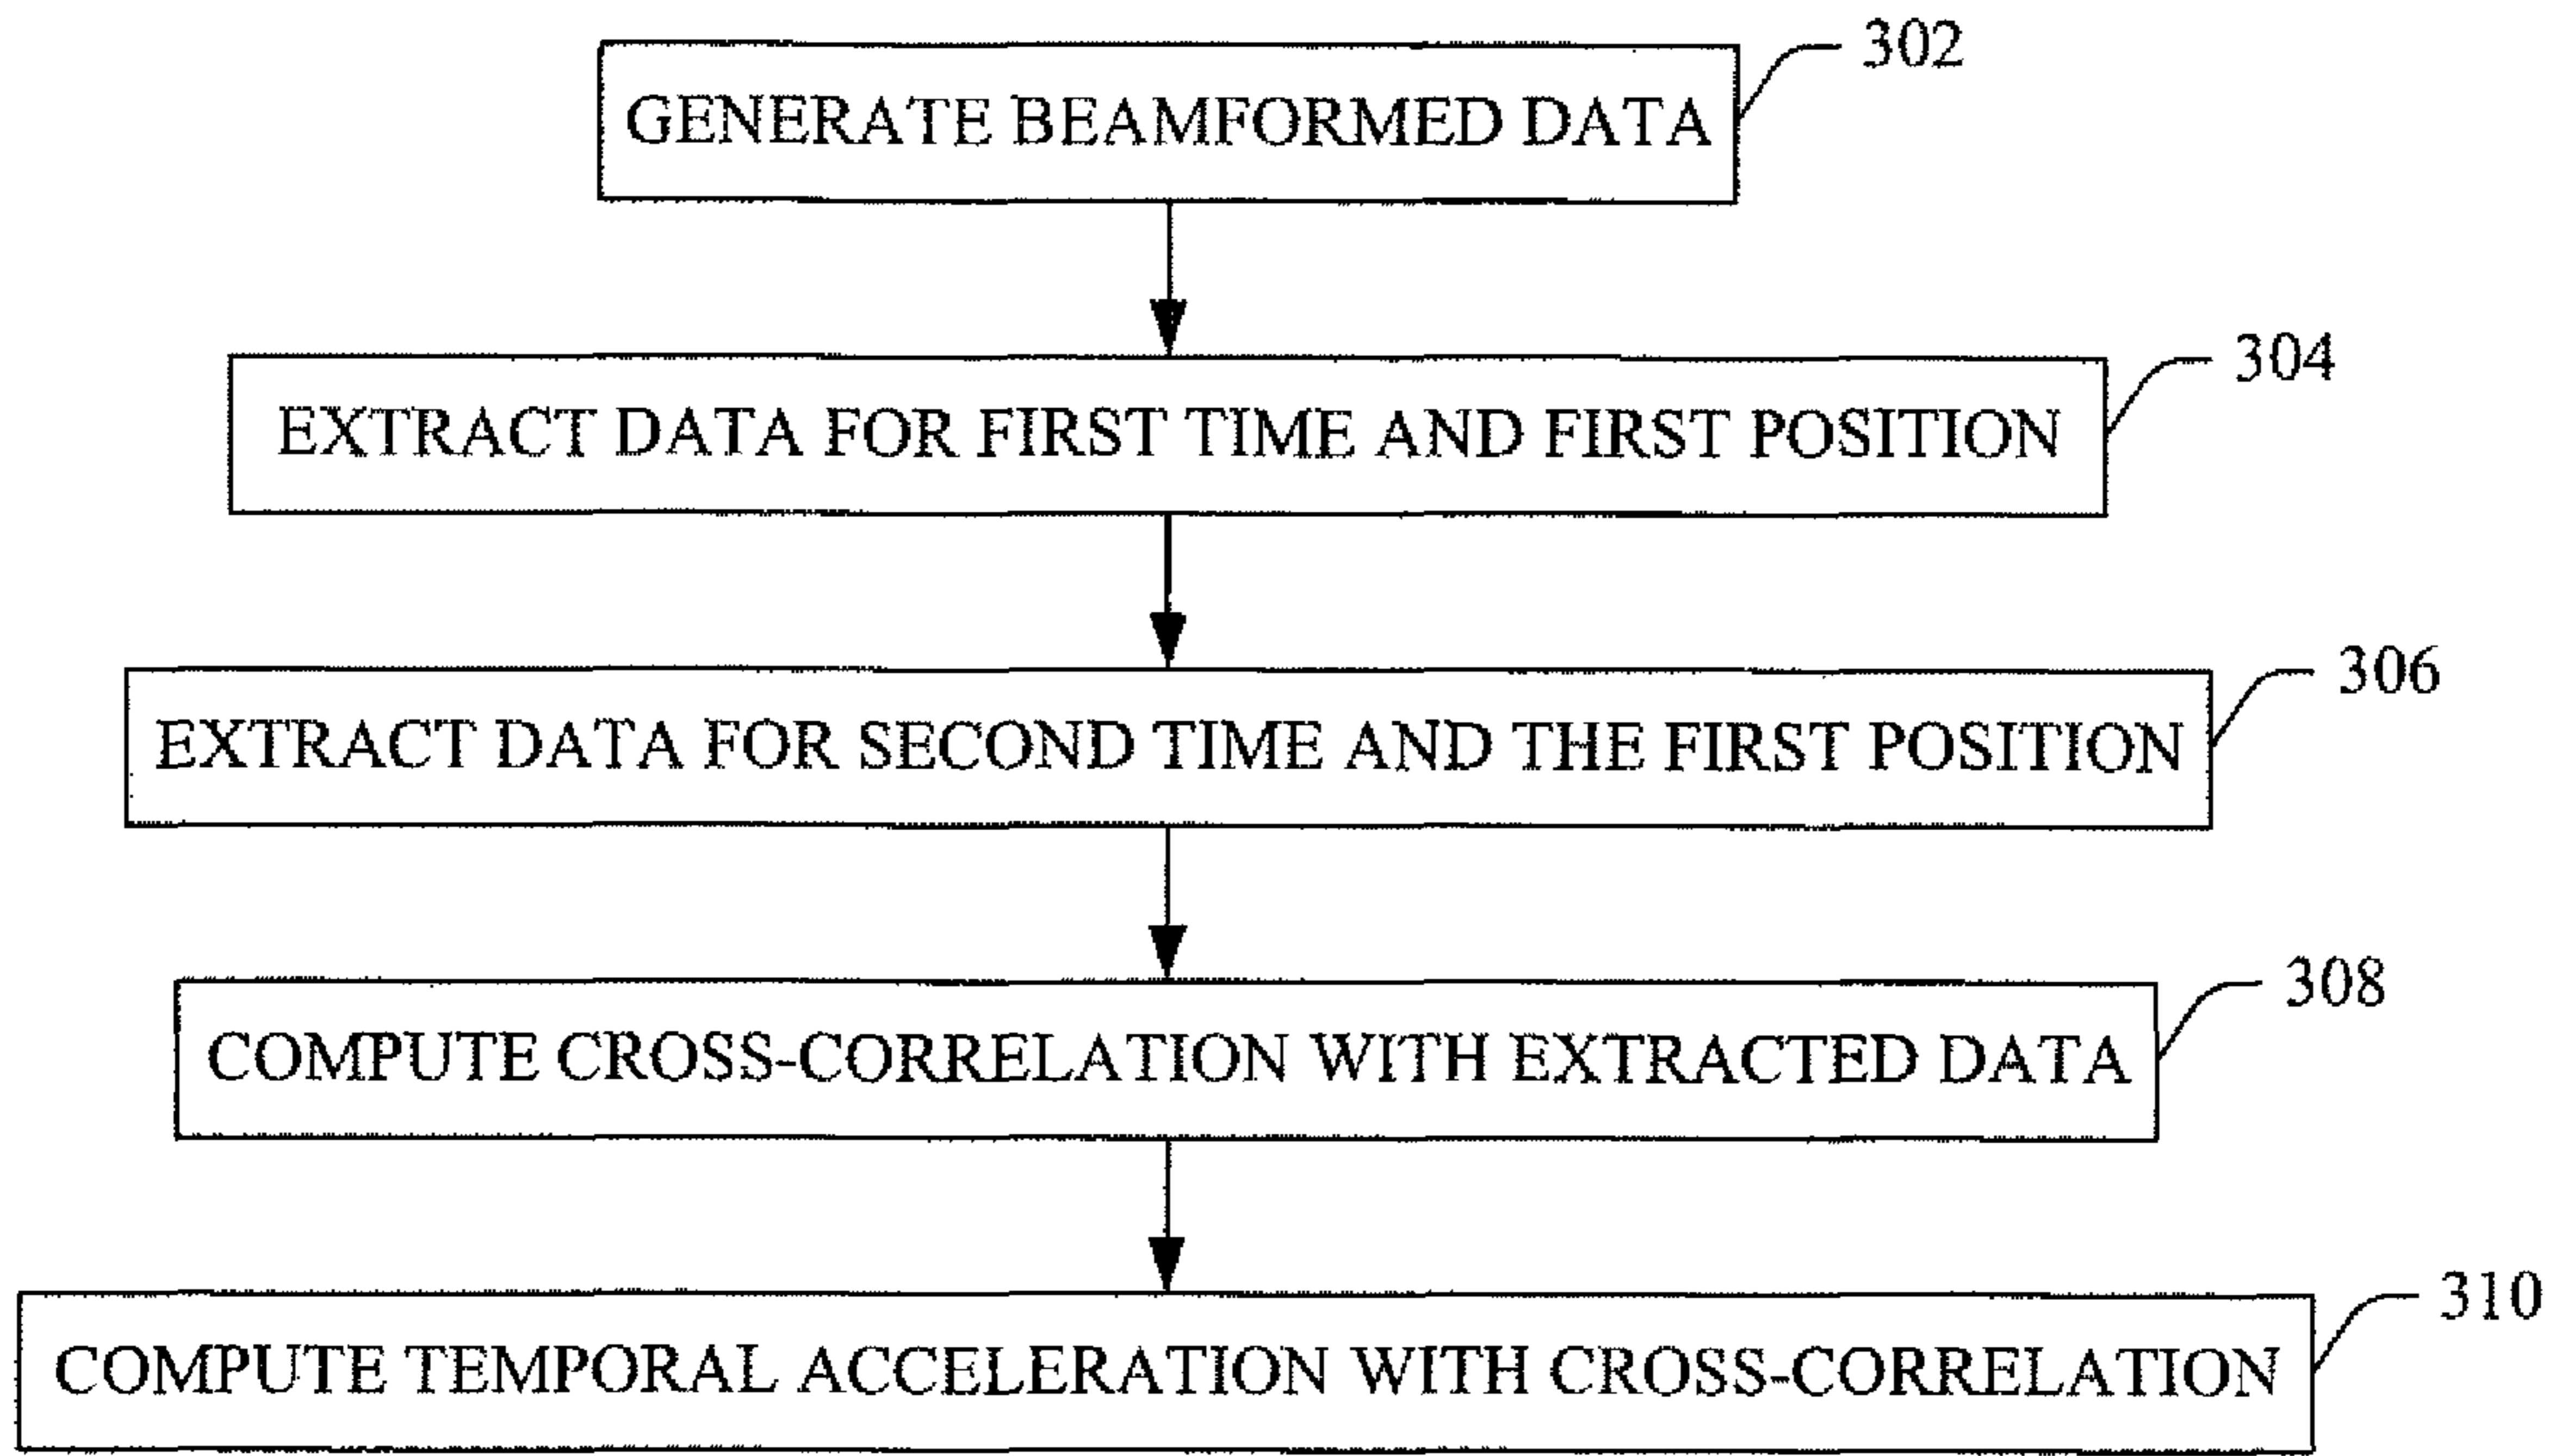 302
GENERATE BEAMFORMED DATA
304
EXTRACT DATA FOR FIRST TIME AND FIRST POSITION
306
EXTRACT DATA FOR SECOND TIME AND THE FIRST POSITION
308
COMPUTE CROSS-CORRELATION WITH EXTRACTED DATA
310
COMPUTE TEMPORAL ACCELERATION WITH CROSS-CORRELATION